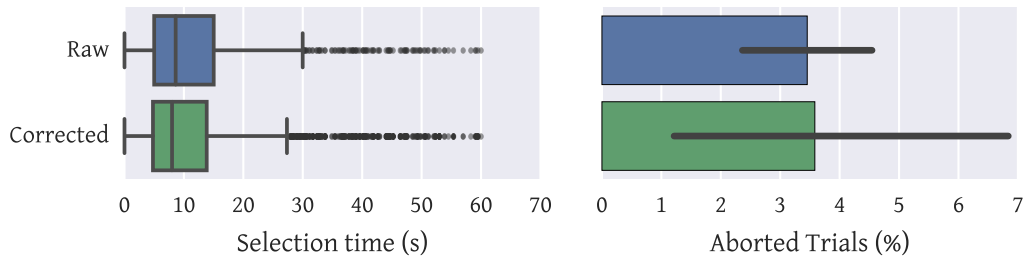 Raw
Corrected
0 10 20 30 40 50 60 70
Selection time (s)
0 1 2 3 4 5 6 7
Aborted Trials (%)